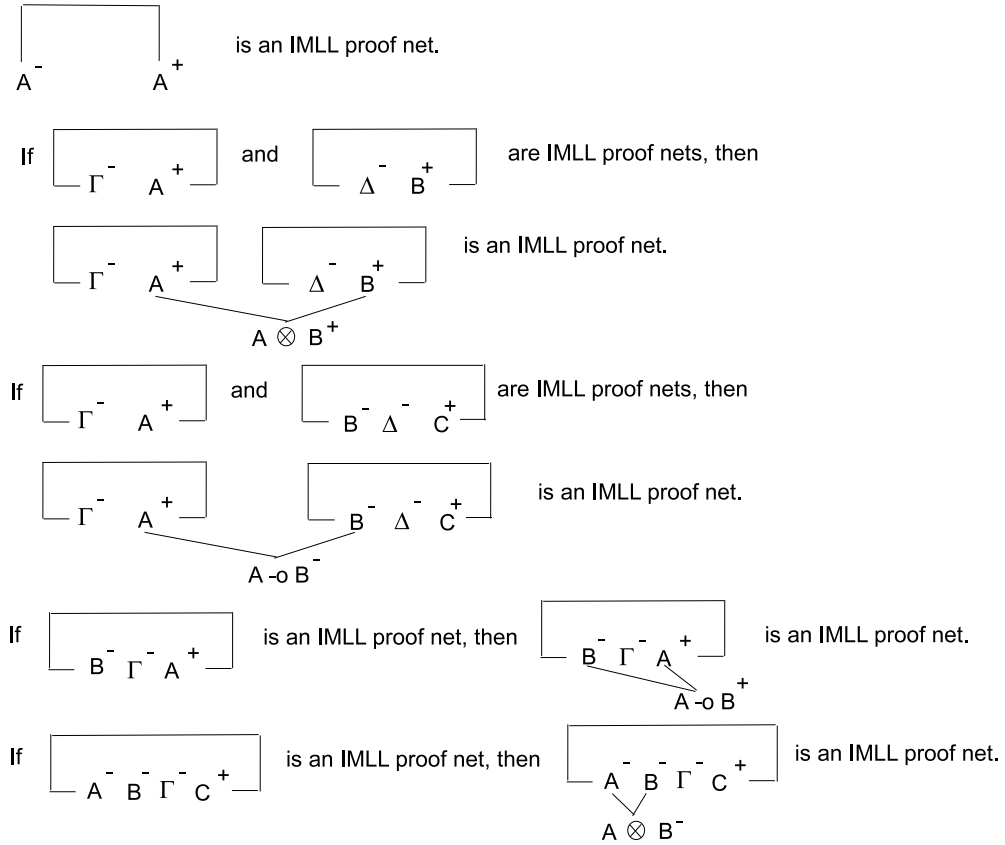 is an IMLL proof net.
A⁻ A⁺
If Γ⁻ A⁺ and Δ⁻ B⁺ are IMLL proof nets, then
Γ⁻ A⁺ Δ⁻ B⁺ is an IMLL proof net.
A ⊗ B⁺
If Γ⁻ A⁺ and B⁻ Δ⁻ C⁺ are IMLL proof nets, then
Γ⁻ A⁺ B⁻ Δ⁻ C⁺ is an IMLL proof net.
A -o B⁻
If B⁻ Γ⁻ A⁺ is an IMLL proof net, then B⁻ Γ⁻ A⁺ is an IMLL proof net.
A -o B⁺
If A⁻ B⁻ Γ⁻ C⁺ is an IMLL proof net, then A⁻ B⁻ Γ⁻ C⁺ is an IMLL proof net.
A ⊗ B⁻